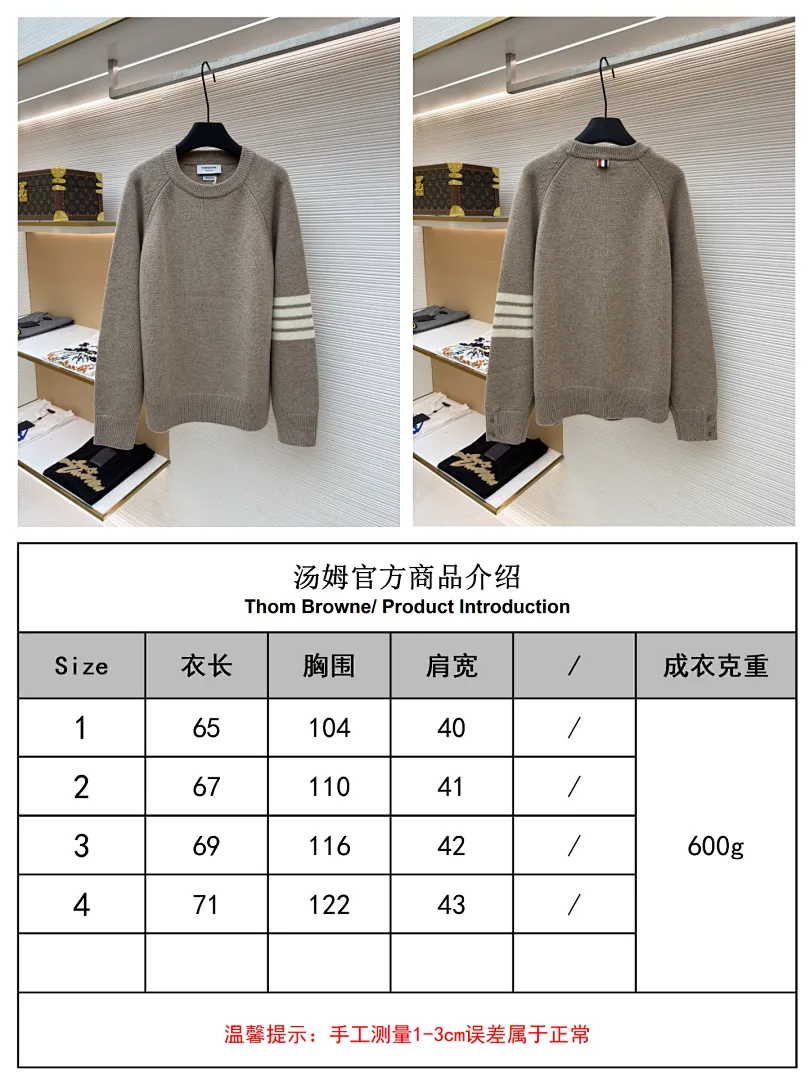 汤姆官方商品介绍
Thom Browne/ Product Introduction
Size 衣长 胸围 肩宽 / 成衣克重
1 65 104 40 /
2 67 110 41 /
3 69 116 42 /
4 71 122 43 /
600g
温馨提示：手工测量1-3cm误差属于正常